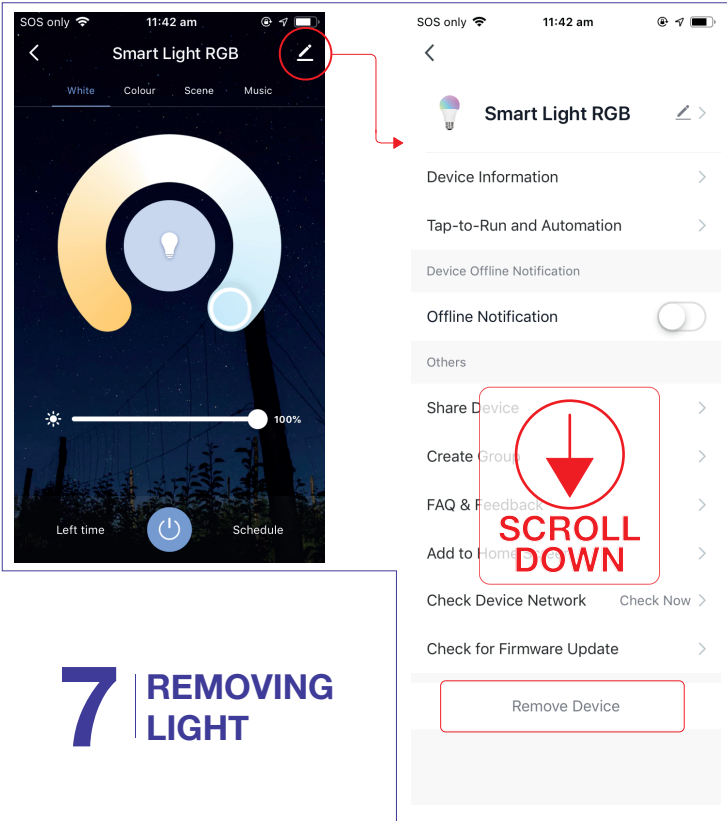 SOS only 11:42 am
Smart Light RGB
White Colour Scene Music
100%
Left time Schedule
7 REMOVING
LIGHT
SOS only 11:42 am
Smart Light RGB
Device Information
Tap-to-Run and Automation
Device Offline Notification
Offline Notification
Others
Share Device
Create Group
FAQ & Feedback
Add to Home Screen
SCROLL
DOWN
Check Device Network Check Now
Check for Firmware Update
Remove Device